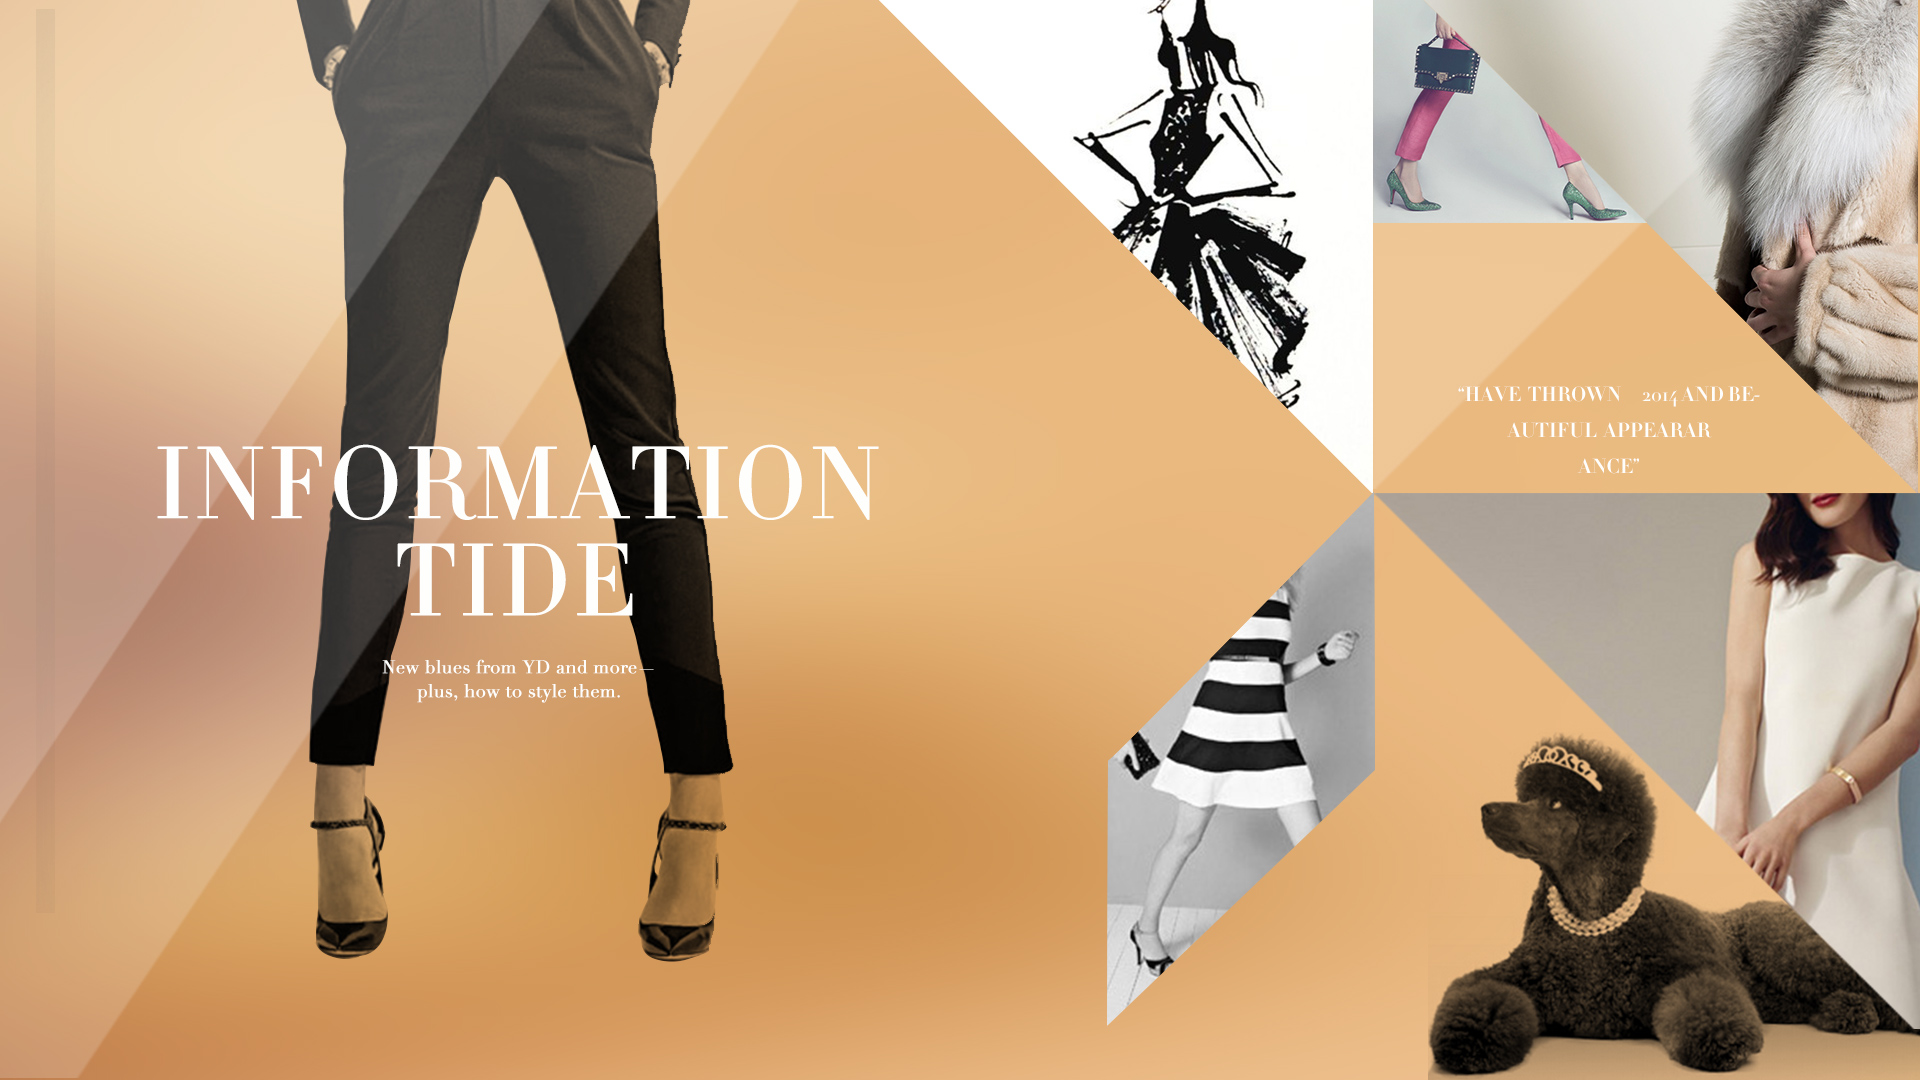 INFORMATION
TIDE
New blues from YD and more—
plus, how to style them.
“HAVE THROWN 2014 AND BE-
AUTIFUL APPEARAR
ANCE”